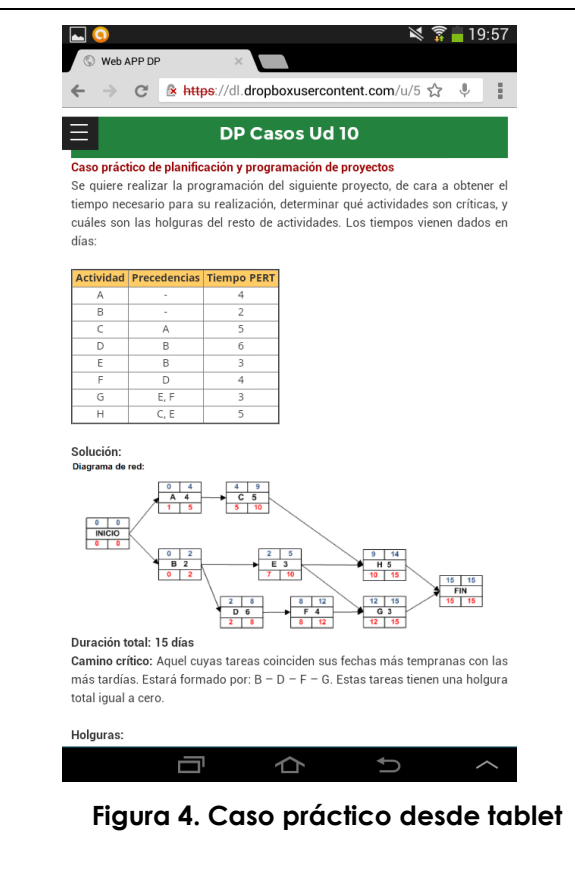 19:57
Web APP DP
https://dl.dropboxusercontent.com/u/5
DP Casos Ud 10
Caso práctico de planificación y programación de proyectos
Se quiere realizar la programación del siguiente proyecto, de cara a obtener el
tiempo necesario para su realización, determinar qué actividades son críticas, y
cuáles son las holguras del resto de actividades. Los tiempos vienen dados en
días:
Actividad Precedencias Tiempo PERT
A - 4
B - 2
C A 5
D B 6
E B 3
F D 4
G E, F 3
H C, E 5
Solución:
Diagrama de red:
0 4
A 4
1 5
4 9
C 5
5 10
0 0
INICIO
0 0
0 2
B 2
0 2
2 5
E 3
7 10
9 14
H 5
10 15
15 15
FIN
15 15
2 8
D 6
2 8
8 12
F 4
8 12
12 15
G 3
12 15
Duración total: 15 días
Camino crítico: Aquel cuyas tareas coinciden sus fechas más tempranas con las
más tardías. Estará formado por: B – D – F – G. Estas tareas tienen una holgura
total igual a cero.
Holguras:
Figura 4. Caso práctico desde tablet